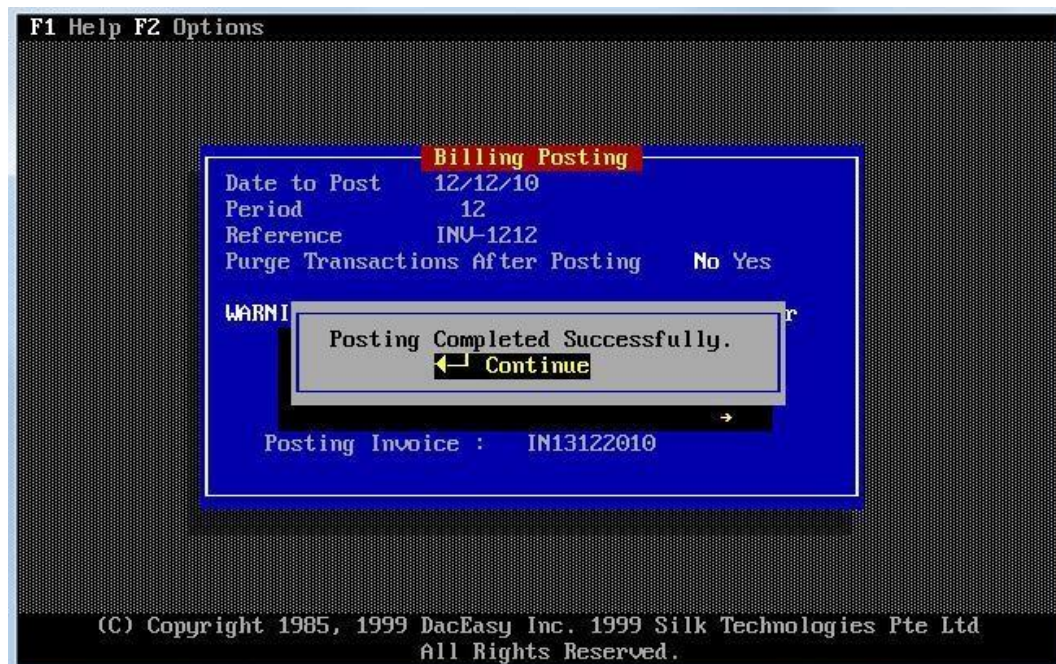 F1 Help F2 Options
Billing Posting
Date to Post 12/12/10
Period 12
Reference INV-1212
Purge Transactions After Posting No Yes
Posting Completed Successfully.
Continue
Posting Invoice : IN13122010
(C) Copyright 1985, 1999 DacEasy Inc. 1999 Silk Technologies Pte Ltd
All Rights Reserved.